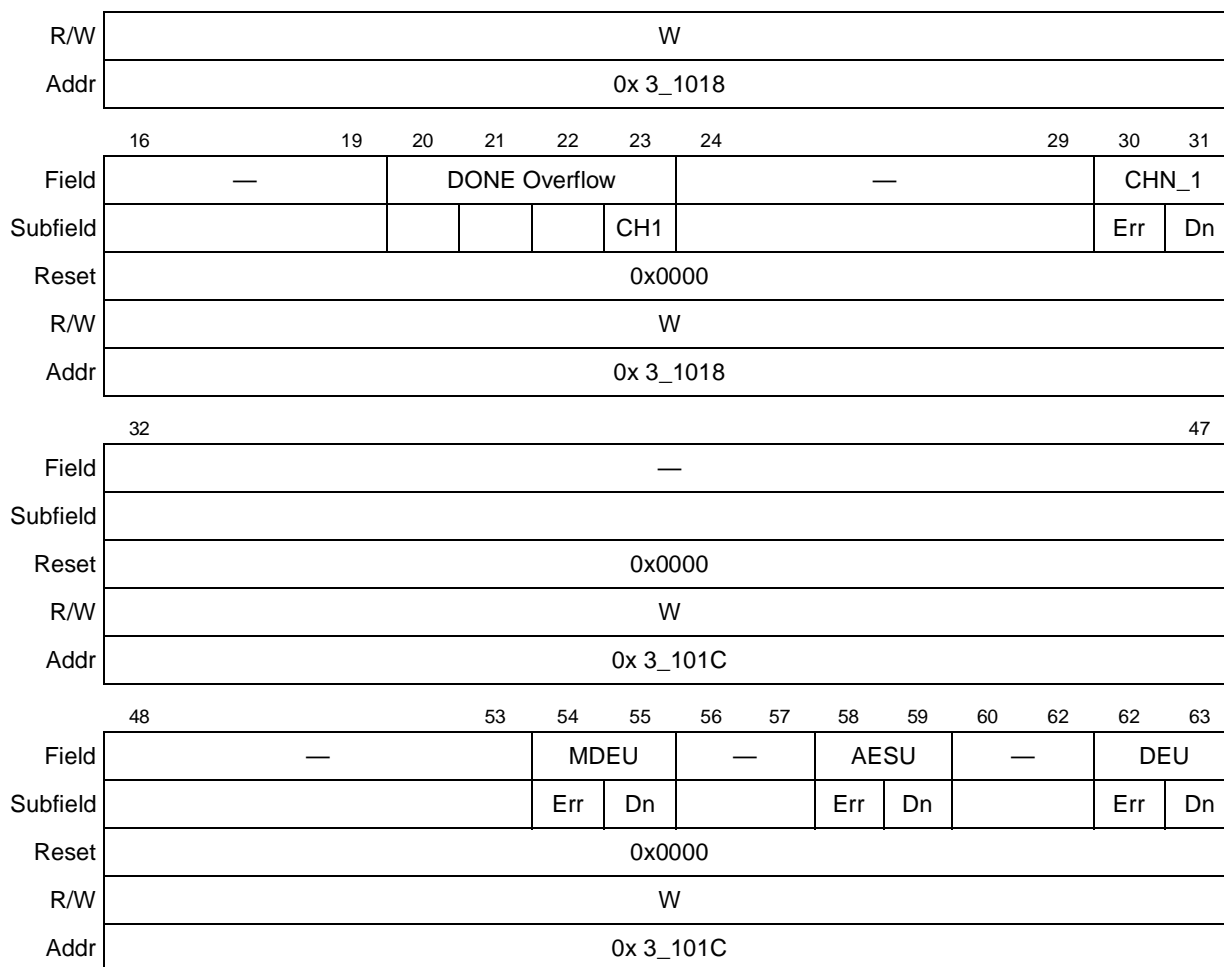 R/W W
Addr 0x 3_1018
16 19 20 21 22 23 24 29 30 31
Field — DONE Overflow — CHN_1
Subfield CH1 Err Dn
Reset 0x0000
R/W W
Addr 0x 3_1018
32 47
Field —
Subfield
Reset 0x0000
R/W W
Addr 0x 3_101C
48 53 54 55 56 57 58 59 60 62 62 63
Field — MDEU — AESU — DEU
Subfield Err Dn Err Dn Err Dn
Reset 0x0000
R/W W
Addr 0x 3_101C